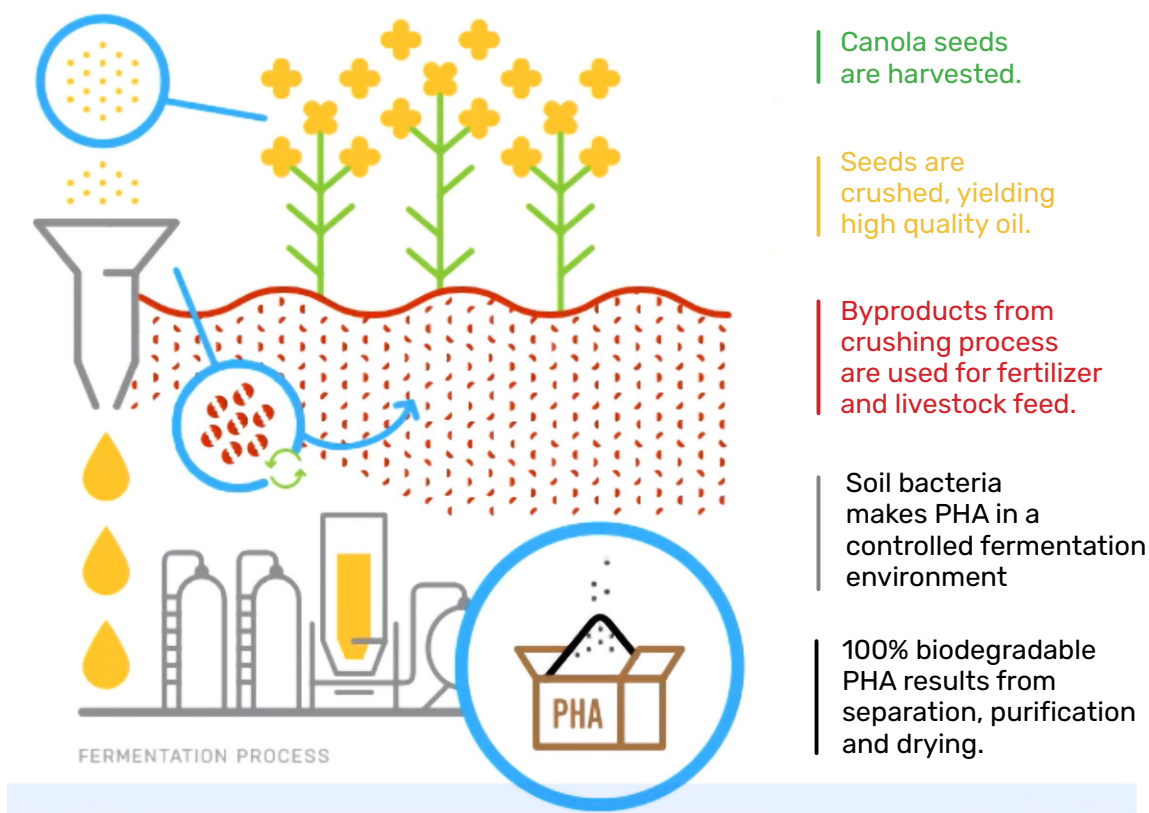 Canola seeds
are harvested.
Seeds are
crushed, yielding
high quality oil.
Byproducts from
crushing process
are used for fertilizer
and livestock feed.
Soil bacteria
makes PHA in a
controlled fermentation
environment
100% biodegradable
PHA results from
separation, purification
and drying.
PHA
FERMENTATION PROCESS